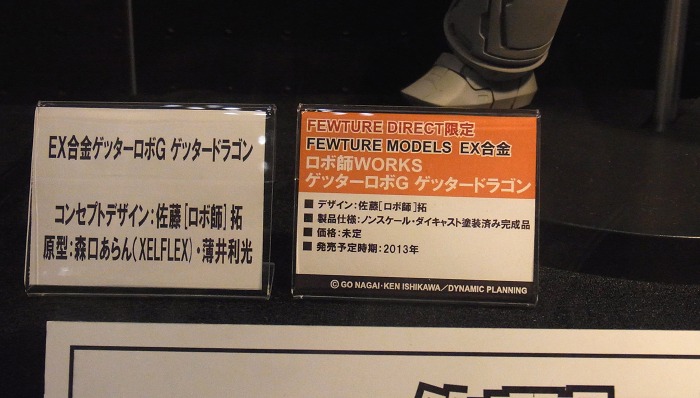 EX合金ゲッターロボG ゲッタードラゴン
コンセプトデザイン:佐藤[ロボ師]拓
原型:森口あらん(XELFLEX)・薄井利光
FEWTURE DIRECT限定
FEWTURE MODELS EX合金
ロボ師WORKS
ゲッターロボG ゲッタードラゴン
■ デザイン:佐藤[ロボ師]拓
■ 製品仕様:ノンスケール・ダイキャスト塗装済み完成品
■ 価格:未定
■ 発売予定時期:2013年
© GO NAGAI・KEN ISHIKAWA/DYNAMIC PLANNING